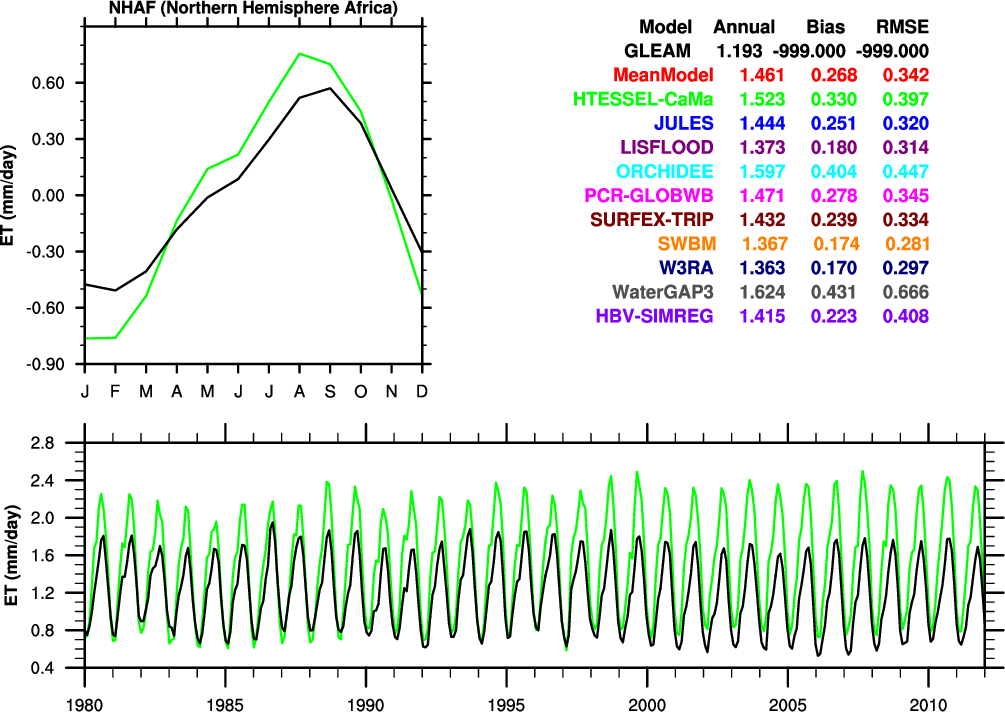 NHAF (Northern Hemisphere Africa)
0.60
0.30
0.00
-0.30
-0.60
-0.90
ET (mm/day)
J F M A M J J A S O N D
Model Annual Bias RMSE
GLEAM 1.193 -999.000 -999.000
MeanModel 1.461 0.268 0.342
HTESSEL-CaMa 1.523 0.330 0.397
JULES 1.444 0.251 0.320
LISFLOOD 1.373 0.180 0.314
ORCHIDEE 1.597 0.404 0.447
PCR-GLOBWB 1.471 0.278 0.345
SURFEX-TRIP 1.432 0.239 0.334
SWBM 1.367 0.174 0.281
W3RA 1.363 0.170 0.297
WaterGAP3 1.624 0.431 0.666
HBV-SIMREG 1.415 0.223 0.408
2.8
2.4
2.0
1.6
1.2
0.8
0.4
ET (mm/day)
1980 1985 1990 1995 2000 2005 2010